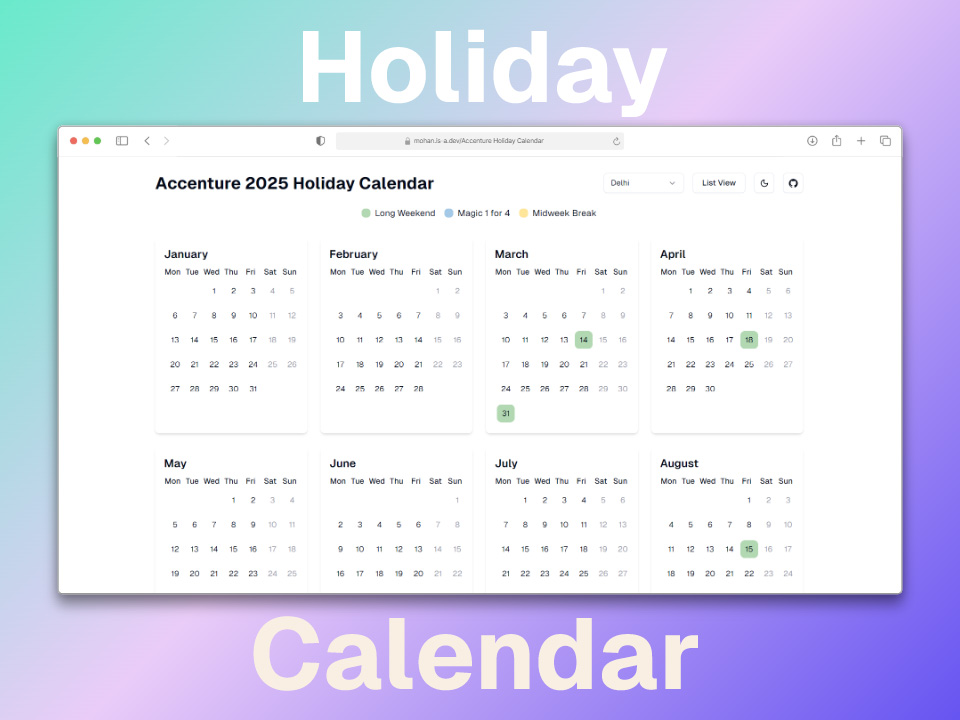 Holiday
mohan.is-a.dev/Accenture Holiday Calendar
Accenture 2025 Holiday Calendar
Delhi
List View
Long Weekend Magic 1 for 4 Midweek Break
January February March April
Mon Tue Wed Thu Fri Sat Sun Mon Tue Wed Thu Fri Sat Sun Mon Tue Wed Thu Fri Sat Sun Mon Tue Wed Thu Fri Sat Sun
1 2 3 4 5 1 2 1 2 1 2 3 4 5 6
6 7 8 9 10 11 12 3 4 5 6 7 8 9 3 4 5 6 7 8 9 7 8 9 10 11 12 13
13 14 15 16 17 18 19 10 11 12 13 14 15 16 10 11 12 13 14 15 16 14 15 16 17 18 19 20
20 21 22 23 24 25 26 17 18 19 20 21 22 23 17 18 19 20 21 22 23 21 22 23 24 25 26 27
27 28 29 30 31 24 25 26 27 28 24 25 26 27 28 29 30 28 29 30
31
May June July August
Mon Tue Wed Thu Fri Sat Sun Mon Tue Wed Thu Fri Sat Sun Mon Tue Wed Thu Fri Sat Sun Mon Tue Wed Thu Fri Sat Sun
1 2 3 4 1 1 2 3 4 5 6 1 2 3
5 6 7 8 9 10 11 2 3 4 5 6 7 8 7 8 9 10 11 12 13 4 5 6 7 8 9 10
12 13 14 15 16 17 18 9 10 11 12 13 14 15 14 15 16 17 18 19 20 11 12 13 14 15 16 17
19 20 21 22 23 24 25 16 17 18 19 20 21 22 21 22 23 24 25 26 27 18 19 20 21 22 23 24
Calendar